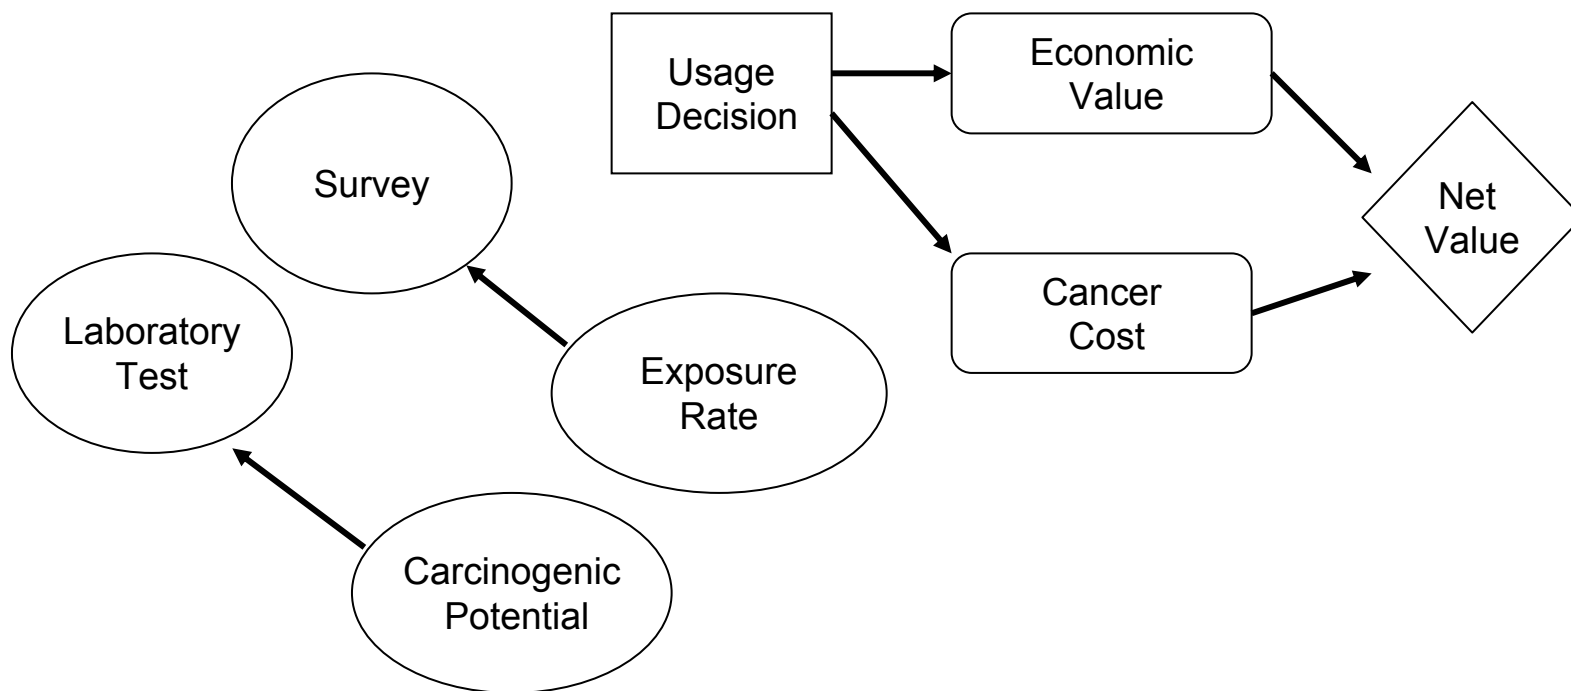 Usage
Decision
Economic
Value
Survey
Net
Value
Laboratory
Test
Cancer
Cost
Exposure
Rate
Carcinogenic
Potential